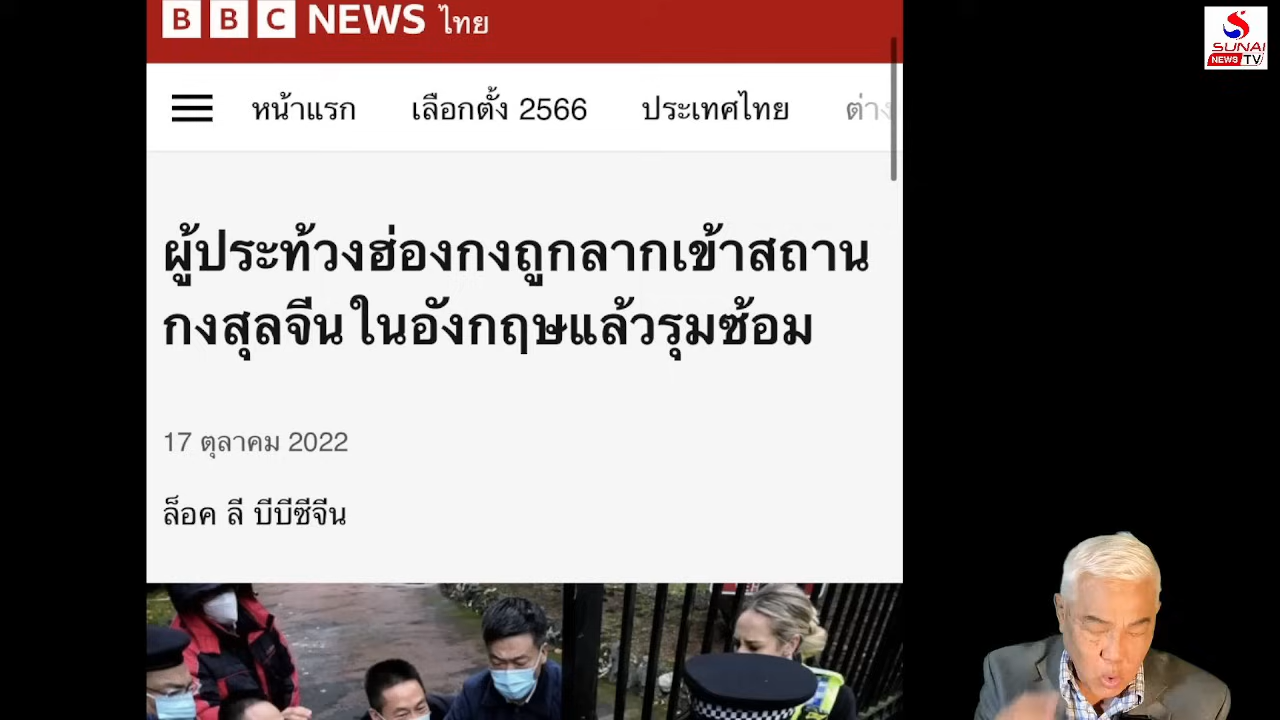 BBC NEWS ไทย
SUNAI
NEWS TV
หน้าแรก เลือกตั้ง 2566 ประเทศไทย ต่าง
ผู้ประท้วงฮ่องกงถูกลากเข้าสถาน
กงสุลจีนในอังกฤษแล้วรุมซ้อม
17 ตุลาคม 2022
ล็อค ลี บีบีซีจีน